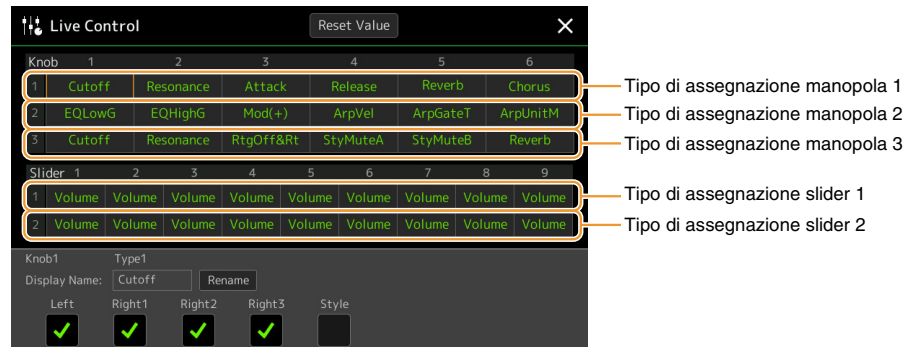 Live Control Reset Value
Knob 1 2 3 4 5 6
1 Cutoff Resonance Attack Release Reverb Chorus Tipo di assegnazione manopola 1
2 EQLowG EQHighG Mod(+) ArpVel ArpGateT ArpUnitM Tipo di assegnazione manopola 2
3 Cutoff Resonance RtgOff&Rt StyMuteA StyMuteB Reverb Tipo di assegnazione manopola 3
Slider 1 2 3 4 5 6 7 8 9
1 Volume Volume Volume Volume Volume Volume Volume Volume Volume Tipo di assegnazione slider 1
2 Volume Volume Volume Volume Volume Volume Volume Volume Volume Tipo di assegnazione slider 2
Knob1 Type1
Display Name: Cutoff Rename
Left Right1 Right2 Right3 Style